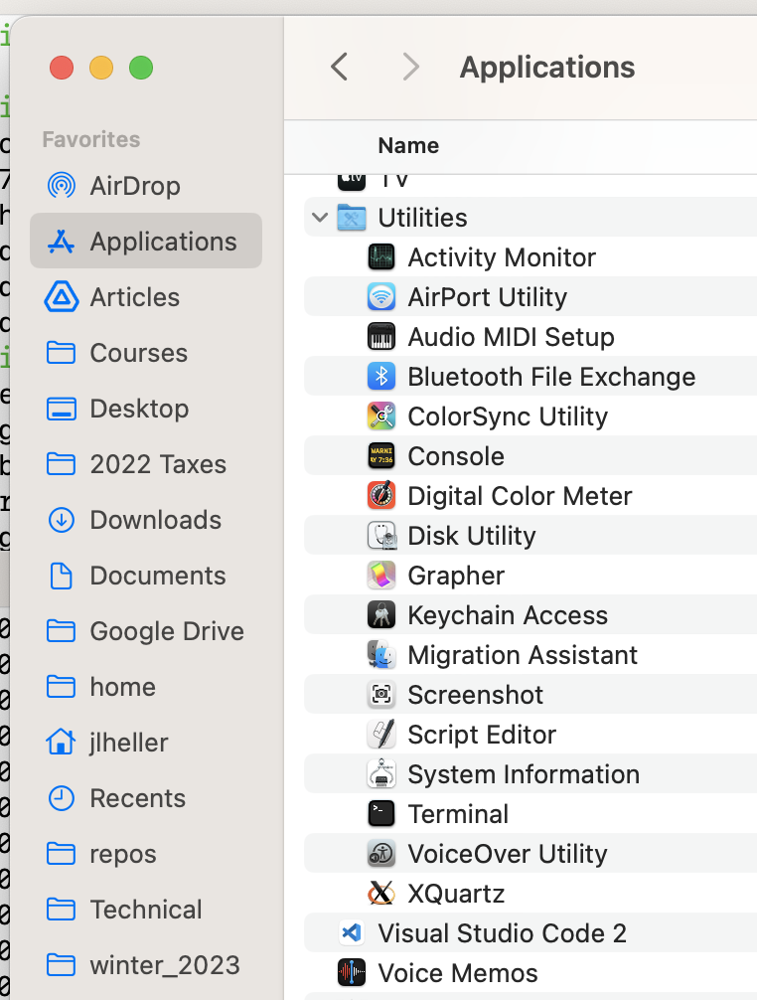 Applications
Favorites
AirDrop
Applications
Articles
Courses
Desktop
2022 Taxes
Downloads
Documents
Google Drive
home
jlheller
Recents
repos
Technical
winter_2023
Name
TV
Utilities
Activity Monitor
AirPort Utility
Audio MIDI Setup
Bluetooth File Exchange
ColorSync Utility
Console
Digital Color Meter
Disk Utility
Grapher
Keychain Access
Migration Assistant
Screenshot
Script Editor
System Information
Terminal
VoiceOver Utility
XQuartz
Visual Studio Code 2
Voice Memos